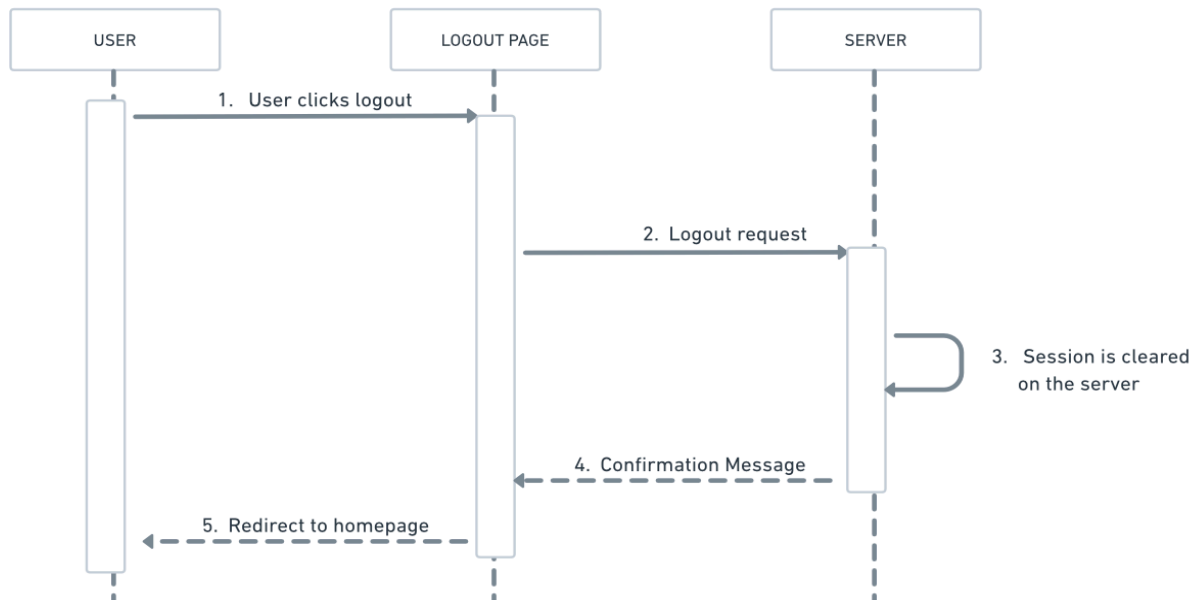 USER
LOGOUT PAGE
SERVER
1. User clicks logout
2. Logout request
3. Session is cleared
on the server
4. Confirmation Message
5. Redirect to homepage